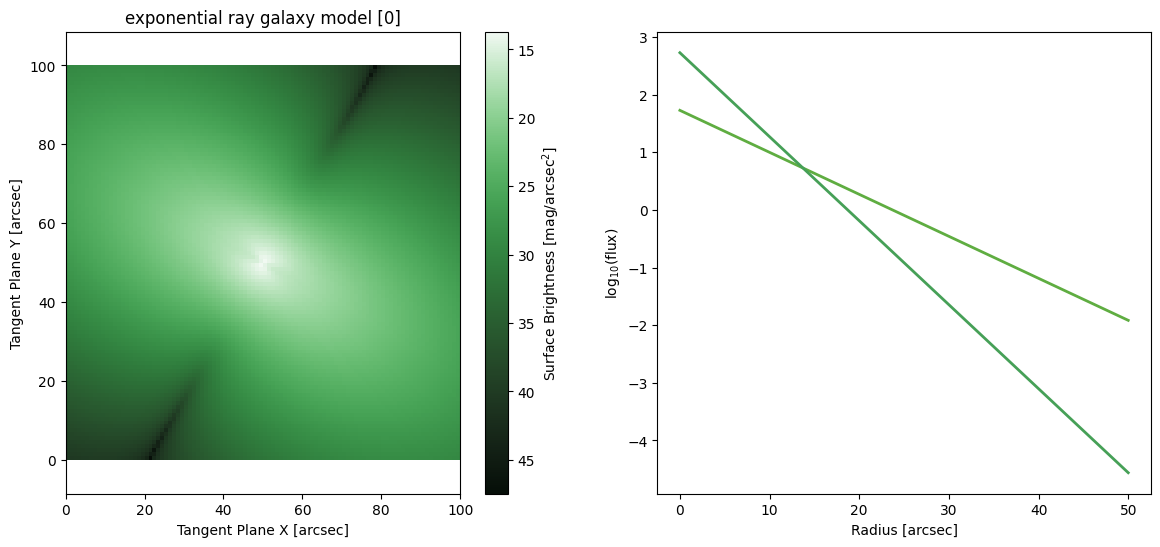 exponential ray galaxy model [0]
100
80
60
40
20
0
Tangent Plane Y [arcsec]
0 20 40 60 80 100
Tangent Plane X [arcsec]
15
20
25
30
35
40
45
Surface Brightness [mag/arcsec²]
3
2
1
0
−1
−2
−3
−4
log₁₀(flux)
0 10 20 30 40 50
Radius [arcsec]